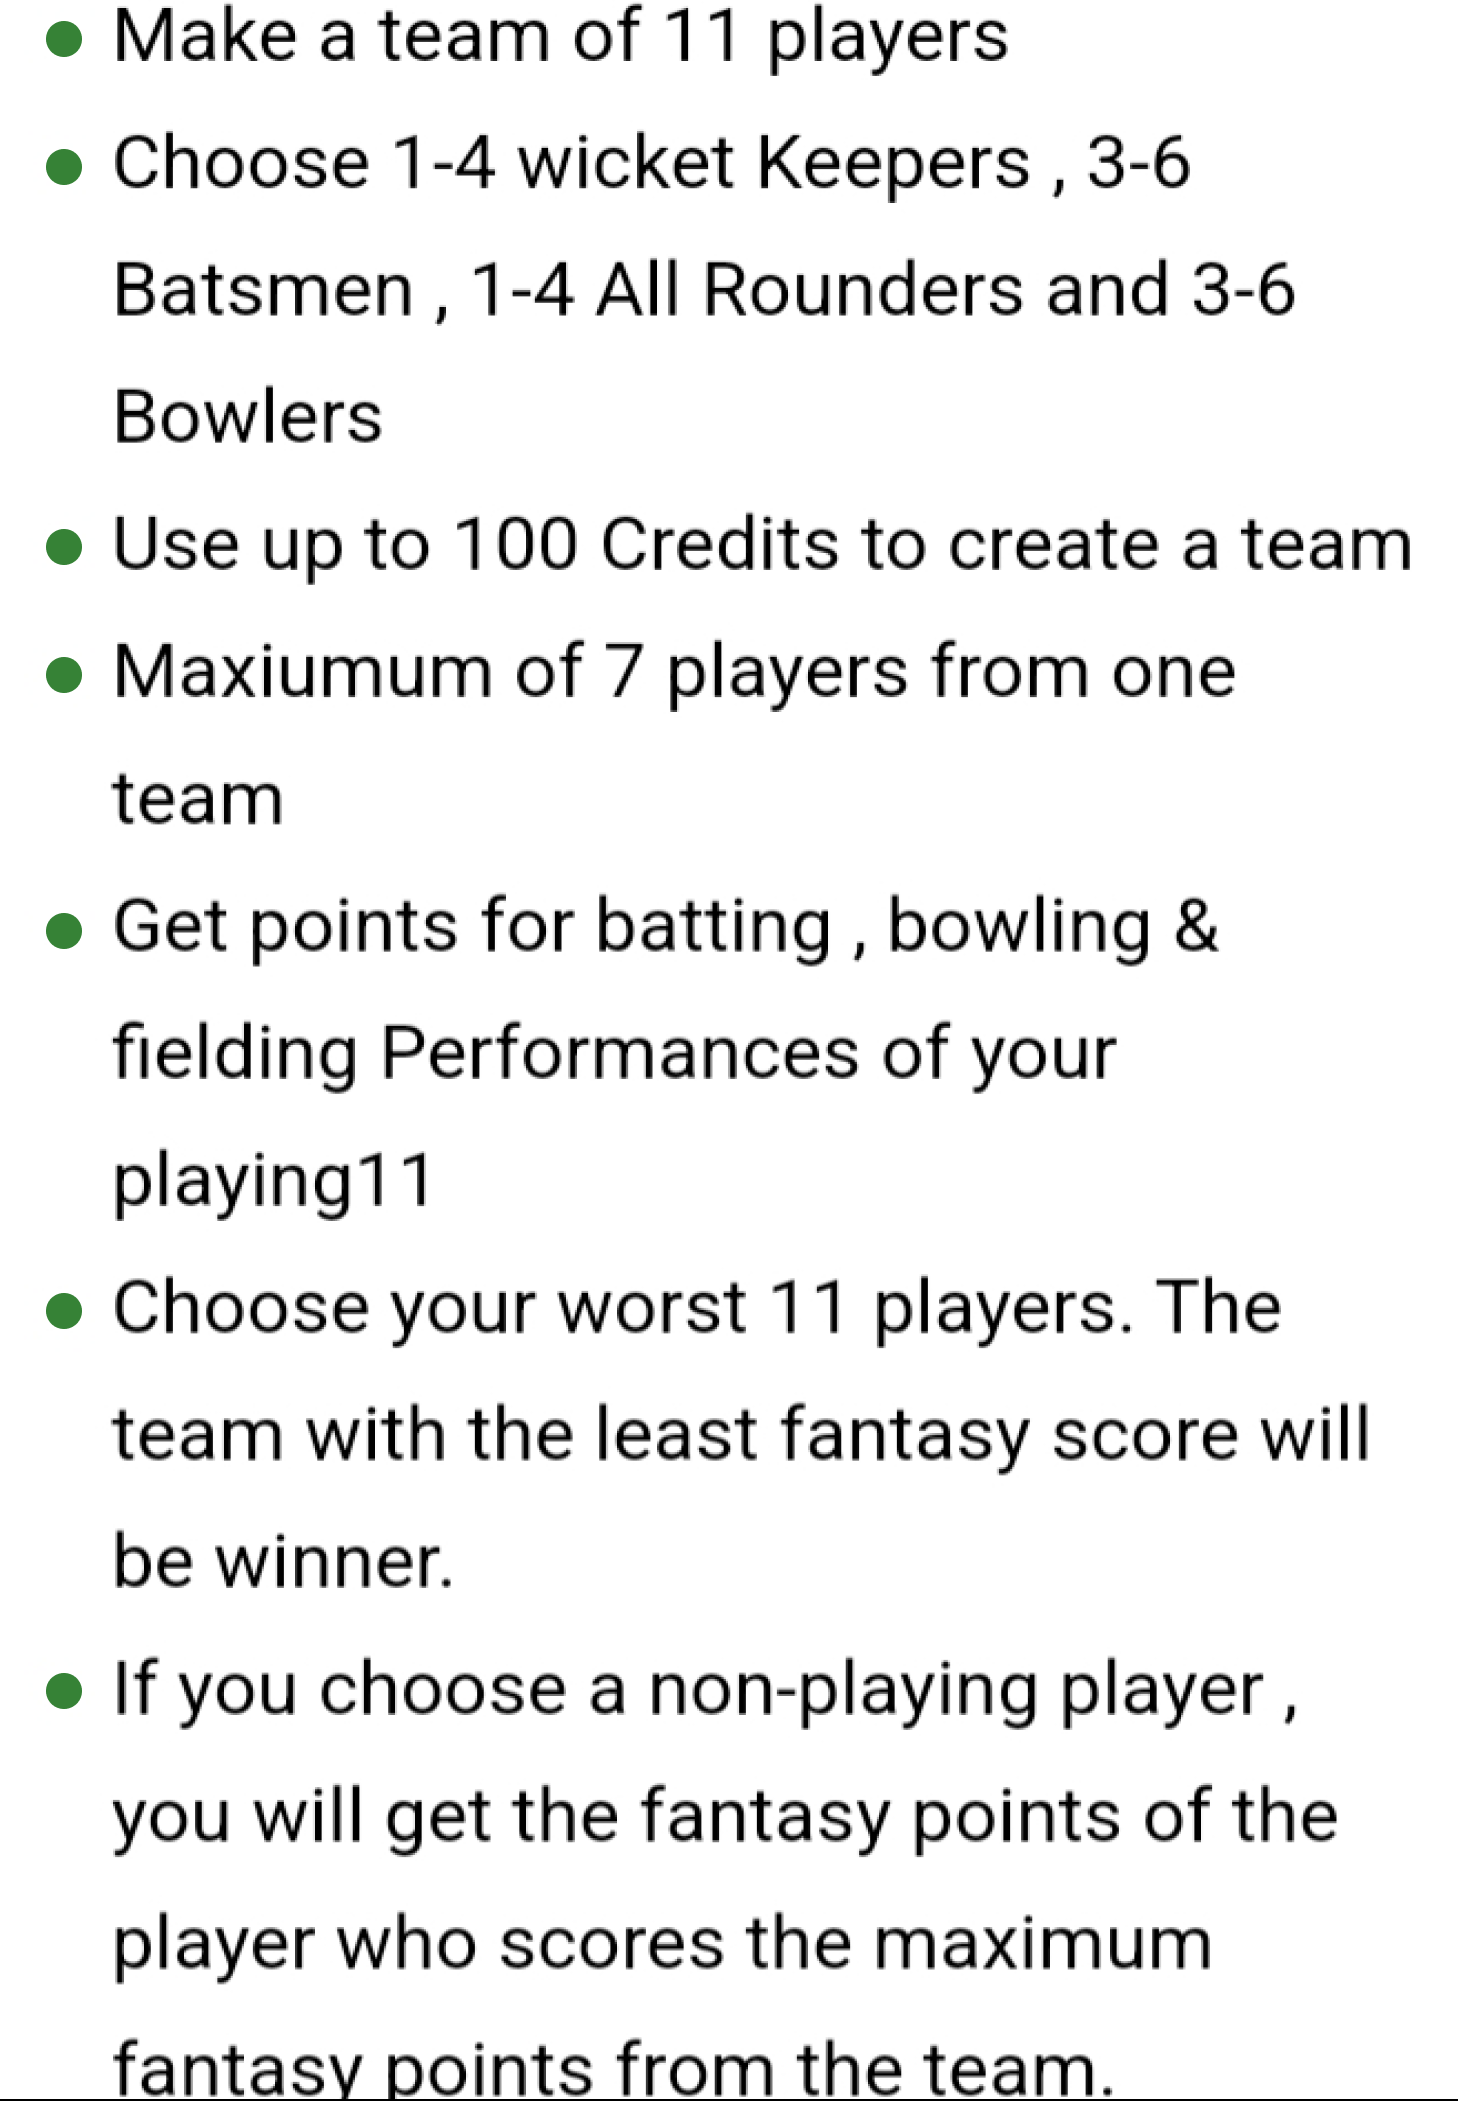 Make a team of 11 players
Choose 1-4 wicket Keepers , 3-6
Batsmen , 1-4 All Rounders and 3-6
Bowlers
Use up to 100 Credits to create a team
Maxiumum of 7 players from one
team
Get points for batting , bowling &
fielding Performances of your
playing11
Choose your worst 11 players. The
team with the least fantasy score will
be winner.
If you choose a non-playing player ,
you will get the fantasy points of the
player who scores the maximum
fantasy points from the team.